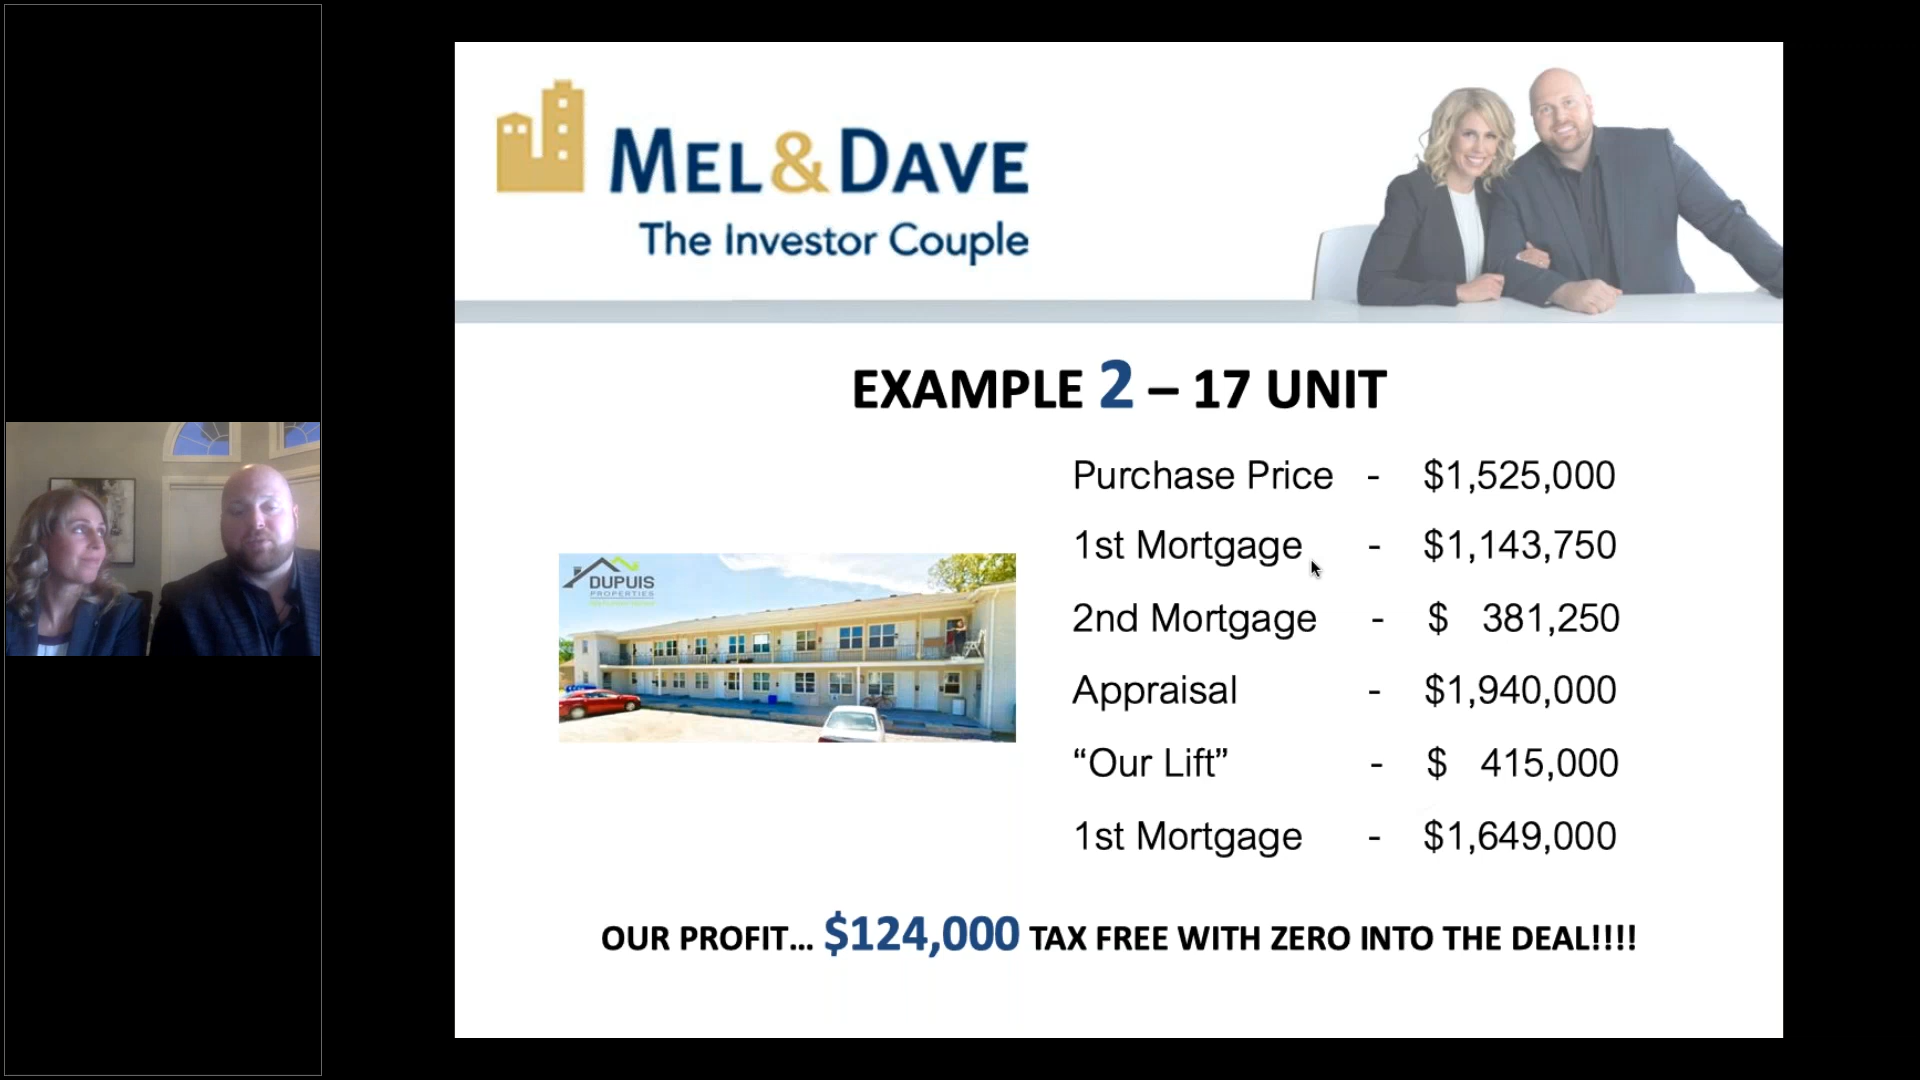 MEL&DAVE
The Investor Couple
EXAMPLE 2 – 17 UNIT
Purchase Price - $1,525,000
1st Mortgage - $1,143,750
2nd Mortgage - $ 381,250
Appraisal - $1,940,000
“Our Lift” - $ 415,000
1st Mortgage - $1,649,000
DUPUIS
PROPERTIES
OUR PROFIT... $124,000 TAX FREE WITH ZERO INTO THE DEAL!!!!